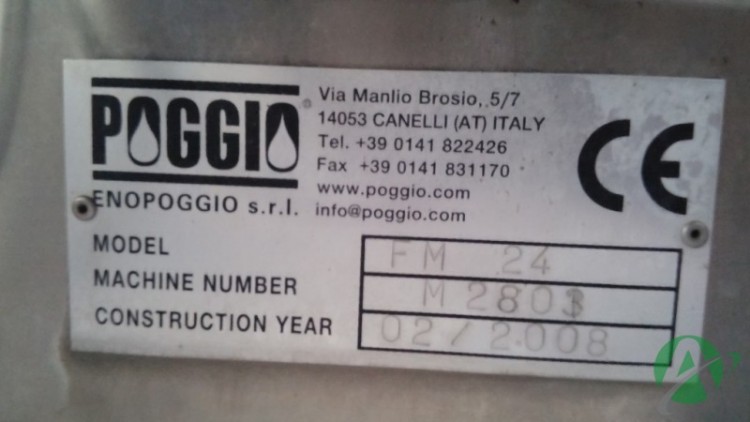 POGGIO®
ENOPOGGIO s.r.l.
Via Manlio Brosio, 5/7
14053 CANELLI (AT) ITALY
Tel. +39 0141 822426
Fax +39 0141 831170
www.poggio.com
info@poggio.com
CE
MODEL FM 24
MACHINE NUMBER M2803
CONSTRUCTION YEAR 02/2008